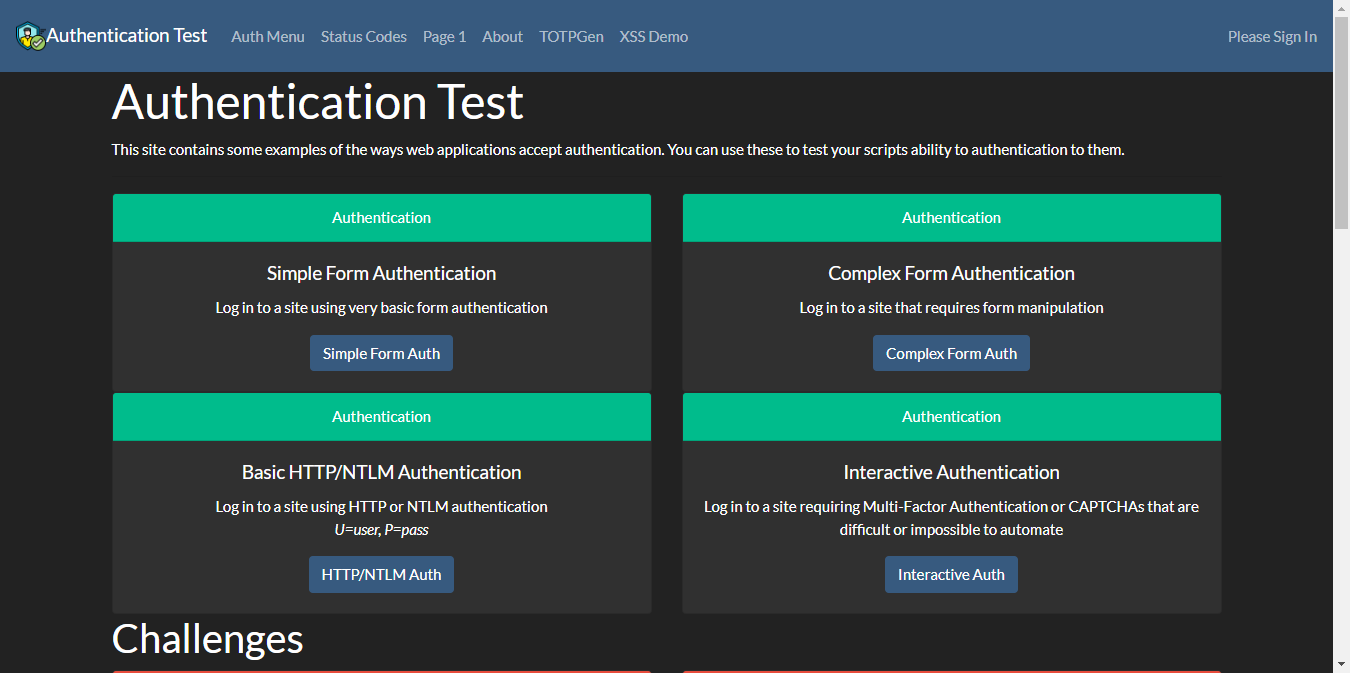 Authentication Test Auth Menu Status Codes Page 1 About TOTPGen XSS Demo Please Sign In
Authentication Test
This site contains some examples of the ways web applications accept authentication. You can use these to test your scripts ability to authentication to them.
Authentication
Simple Form Authentication
Log in to a site using very basic form authentication
Simple Form Auth
Authentication
Complex Form Authentication
Log in to a site that requires form manipulation
Complex Form Auth
Authentication
Basic HTTP/NTLM Authentication
Log in to a site using HTTP or NTLM authentication
U=user, P=pass
HTTP/NTLM Auth
Authentication
Interactive Authentication
Log in to a site requiring Multi-Factor Authentication or CAPTCHAs that are
difficult or impossible to automate
Interactive Auth
Challenges